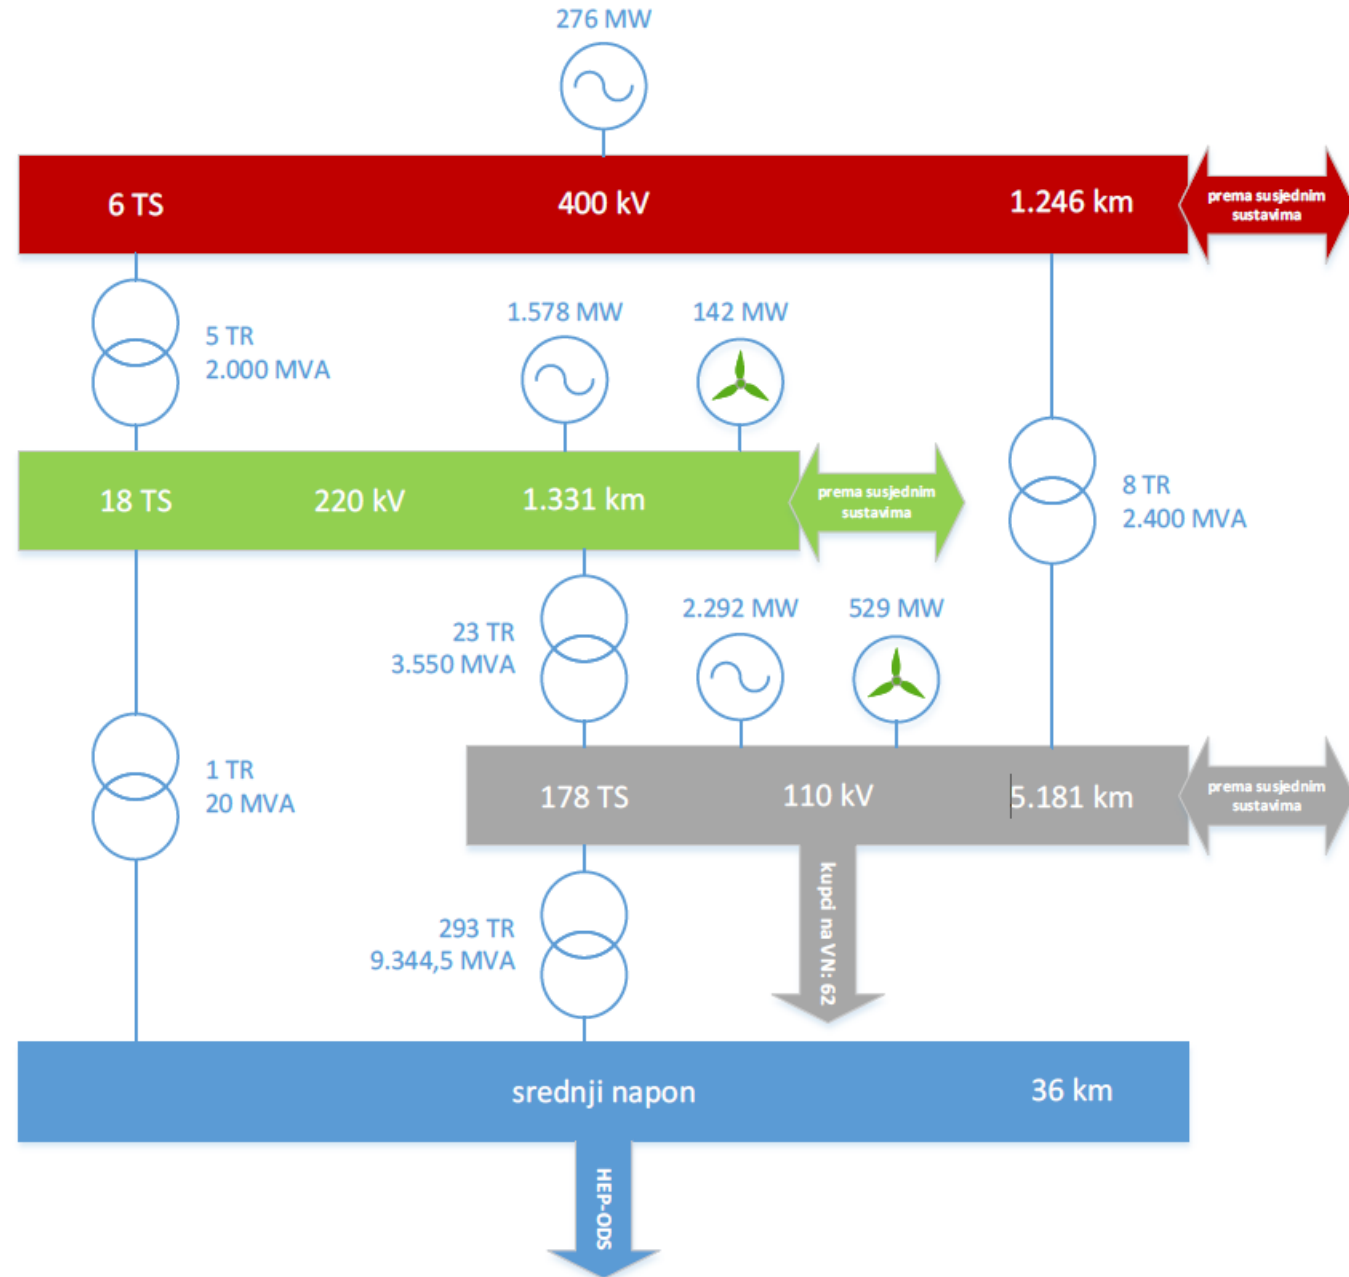 276 MW
6 TS
400 kV
1.246 km
prema susjednim
sustavima
5 TR
2.000 MVA
1.578 MW
142 MW
18 TS
220 kV
1.331 km
prema susjednim
sustavima
8 TR
2.400 MVA
23 TR
3.550 MVA
2.292 MW
529 MW
1 TR
20 MVA
178 TS
110 kV
5.181 km
prema susjednim
sustavima
293 TR
9.344,5 MVA
kupci na VN: 62
srednji napon
36 km
HEP-ODS